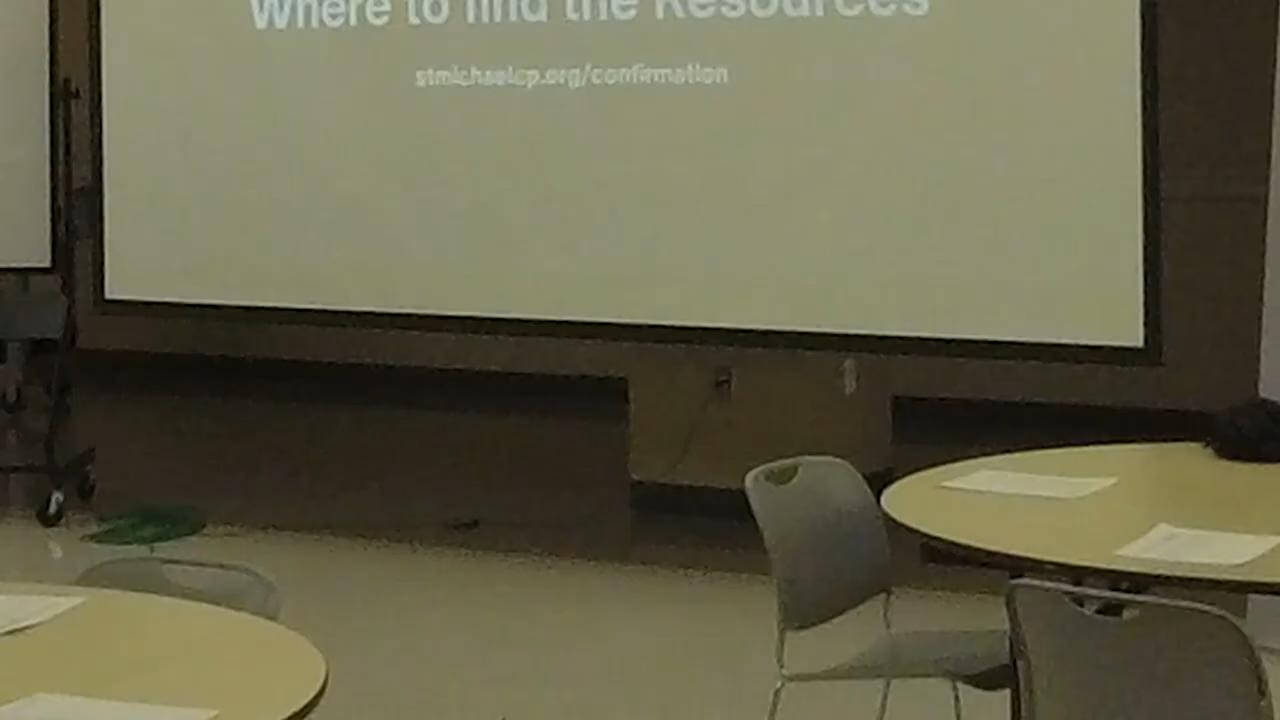 Where to find the Resources
stmichaelcp.org/confirmation